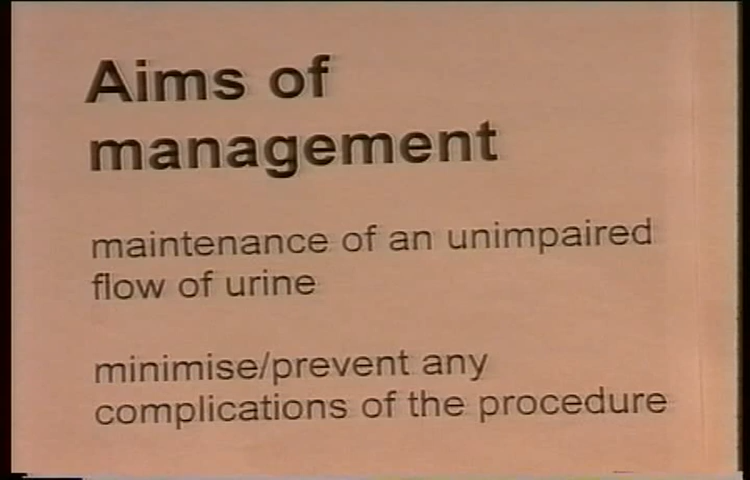 Aims of
management
maintenance of an unimpaired
flow of urine
minimise/prevent any
complications of the procedure